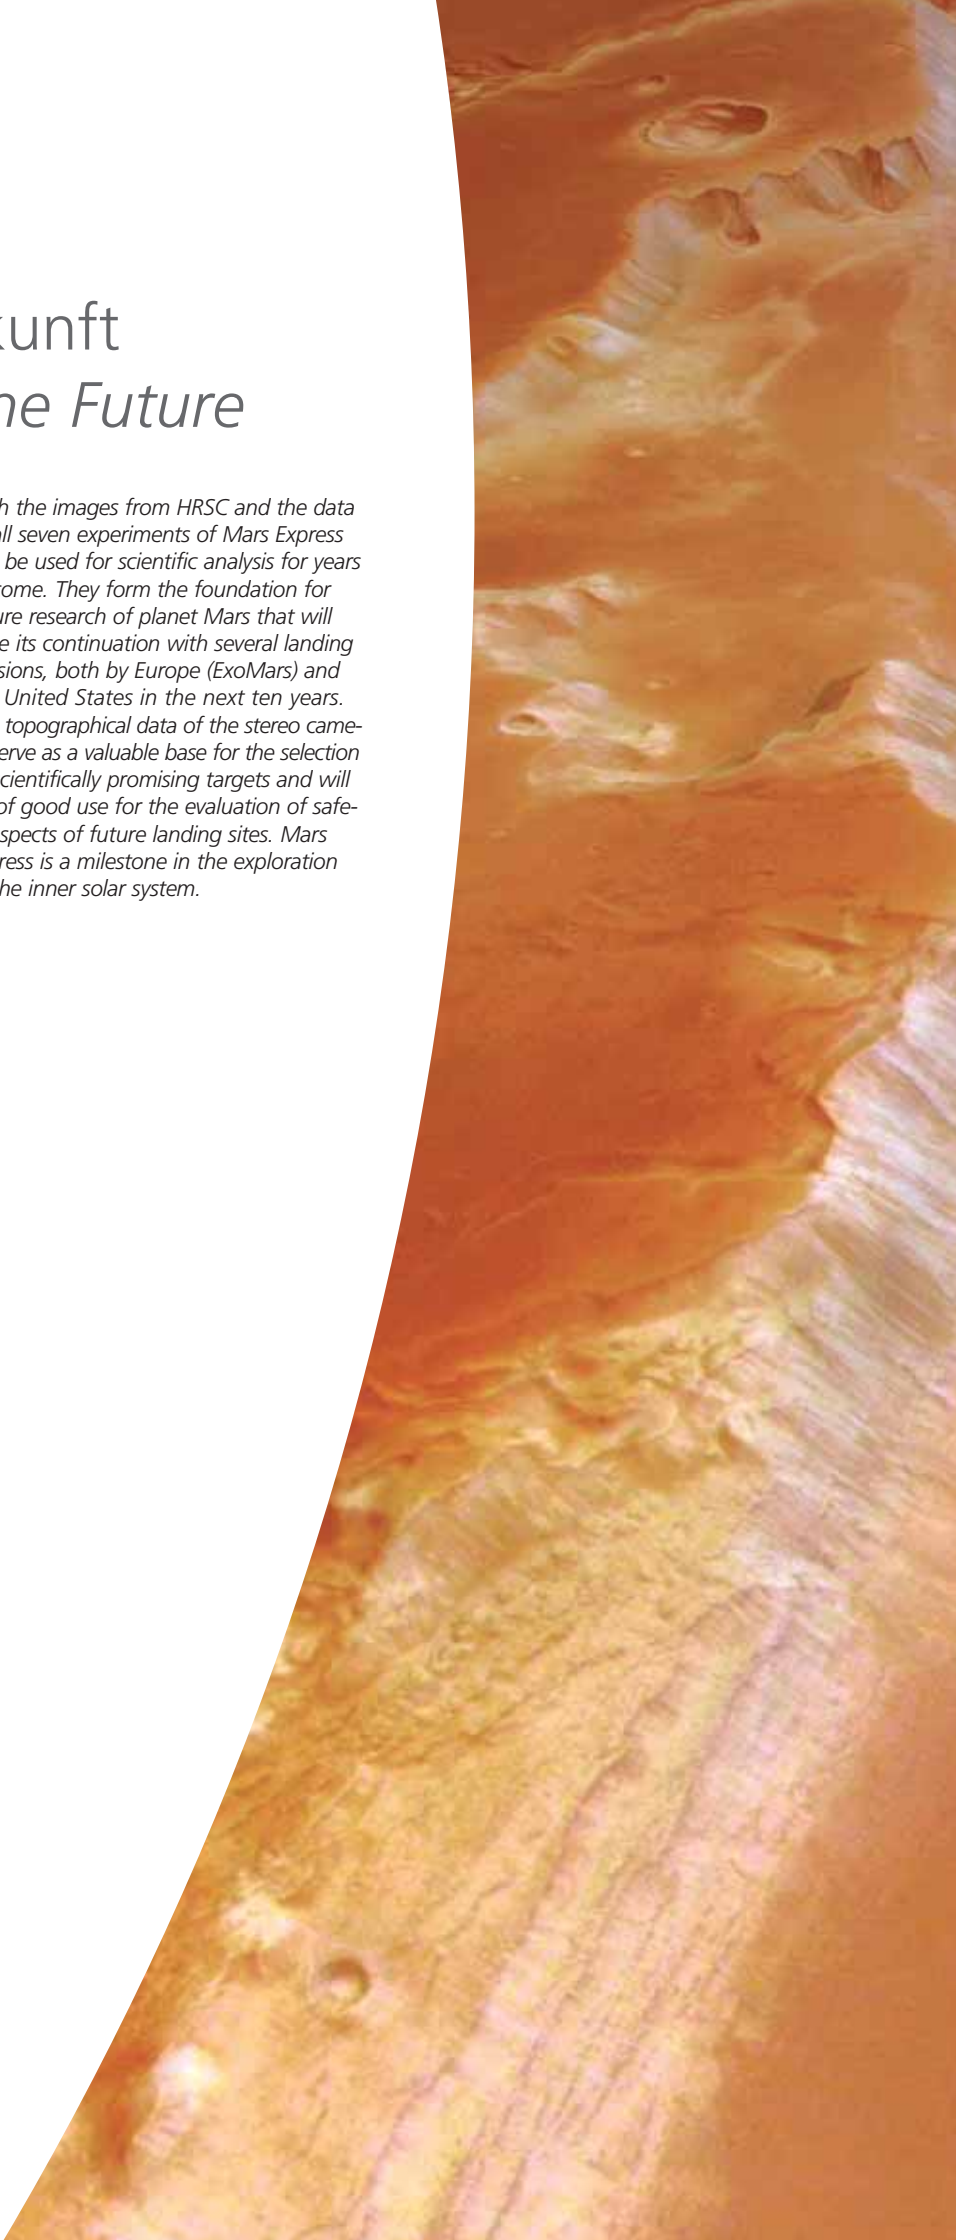 kunft
he Future
h the images from HRSC and the data
all seven experiments of Mars Express
be used for scientific analysis for years
come. They form the foundation for
ure research of planet Mars that will
e its continuation with several landing
sions, both by Europe (ExoMars) and
United States in the next ten years.
topographical data of the stereo came-
erve as a valuable base for the selection
scientifically promising targets and will
of good use for the evaluation of safe-
spects of future landing sites. Mars
ress is a milestone in the exploration
he inner solar system.